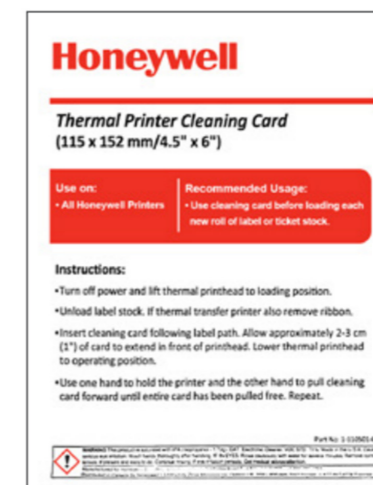 Honeywell
Thermal Printer Cleaning Card
(115 x 152 mm/4.5" x 6")
Use on:
• All Honeywell Printers
Recommended Usage:
• Use cleaning card before loading each
new roll of label or ticket stock.
Instructions:
•Turn off power and lift thermal printhead to loading position.
•Unload label stock. If thermal transfer printer also remove ribbon.
•Insert cleaning card following label path. Allow approximately 2-3 cm
(1") of card to extend in front of printhead. Lower thermal printhead
to operating position.
•Use one hand to hold the printer and the other hand to pull cleaning
card forward until entire card has been pulled free. Repeat.
Part No.
WARNING